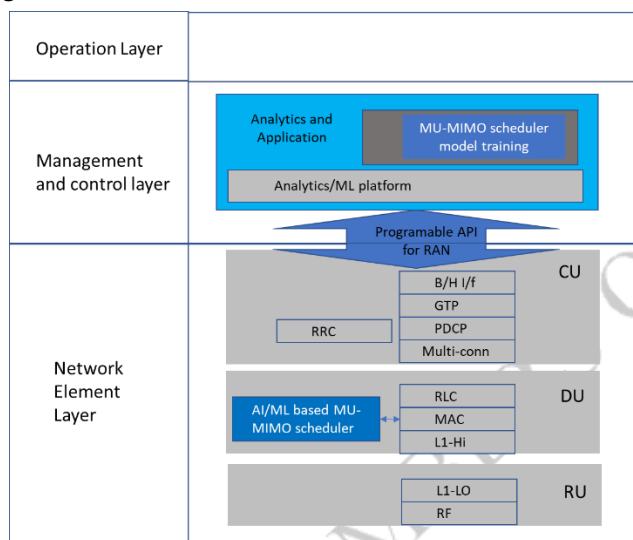 Operation Layer
Management
and control layer
Analytics and
Application
MU-MIMO scheduler
model training
Analytics/ML platform
Programable API
for RAN
Network
Element
Layer
CU
B/H I/f
GTP
RRC
PDCP
Multi-conn
DU
AI/ML based MU-
MIMO scheduler
RLC
MAC
L1-Hi
RU
L1-LO
RF